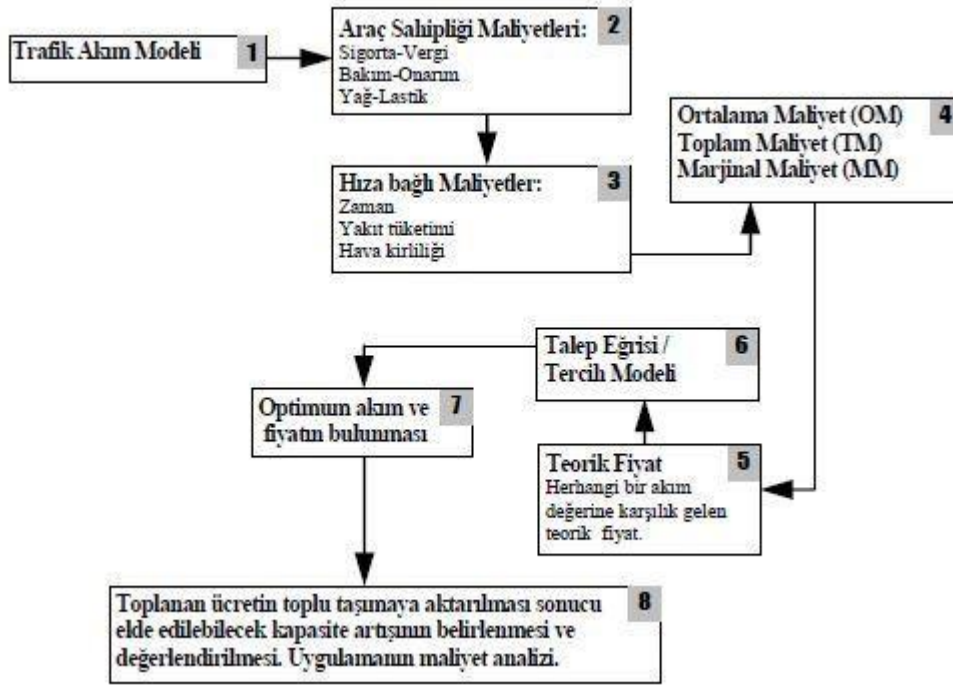 Trafik Akım Modeli 1
Araç Sahipliği Maliyetleri: 2
Sigorta-Vergi
Bakım-Onarım
Yağ-Lastik
Hıza bağlı Maliyetler: 3
Zaman
Yakıt tüketimi
Hava kirliliği
Ortalama Maliyet (OM) 4
Toplam Maliyet (TM)
Marjinal Maliyet (MM)
Teorik Fiyat 5
Herhangi bir akım
değerine karşılık gelen
teorik fiyat.
Talep Eğrisi / 6
Tercih Modeli
Optimum akım ve 7
fiyatın bulunması
Toplanan ücretin toplu taşımaya aktarılması sonucu 8
elde edilebilecek kapasite artışının belirlenmesi ve
değerlendirilmesi. Uygulamanın maliyet analizi.